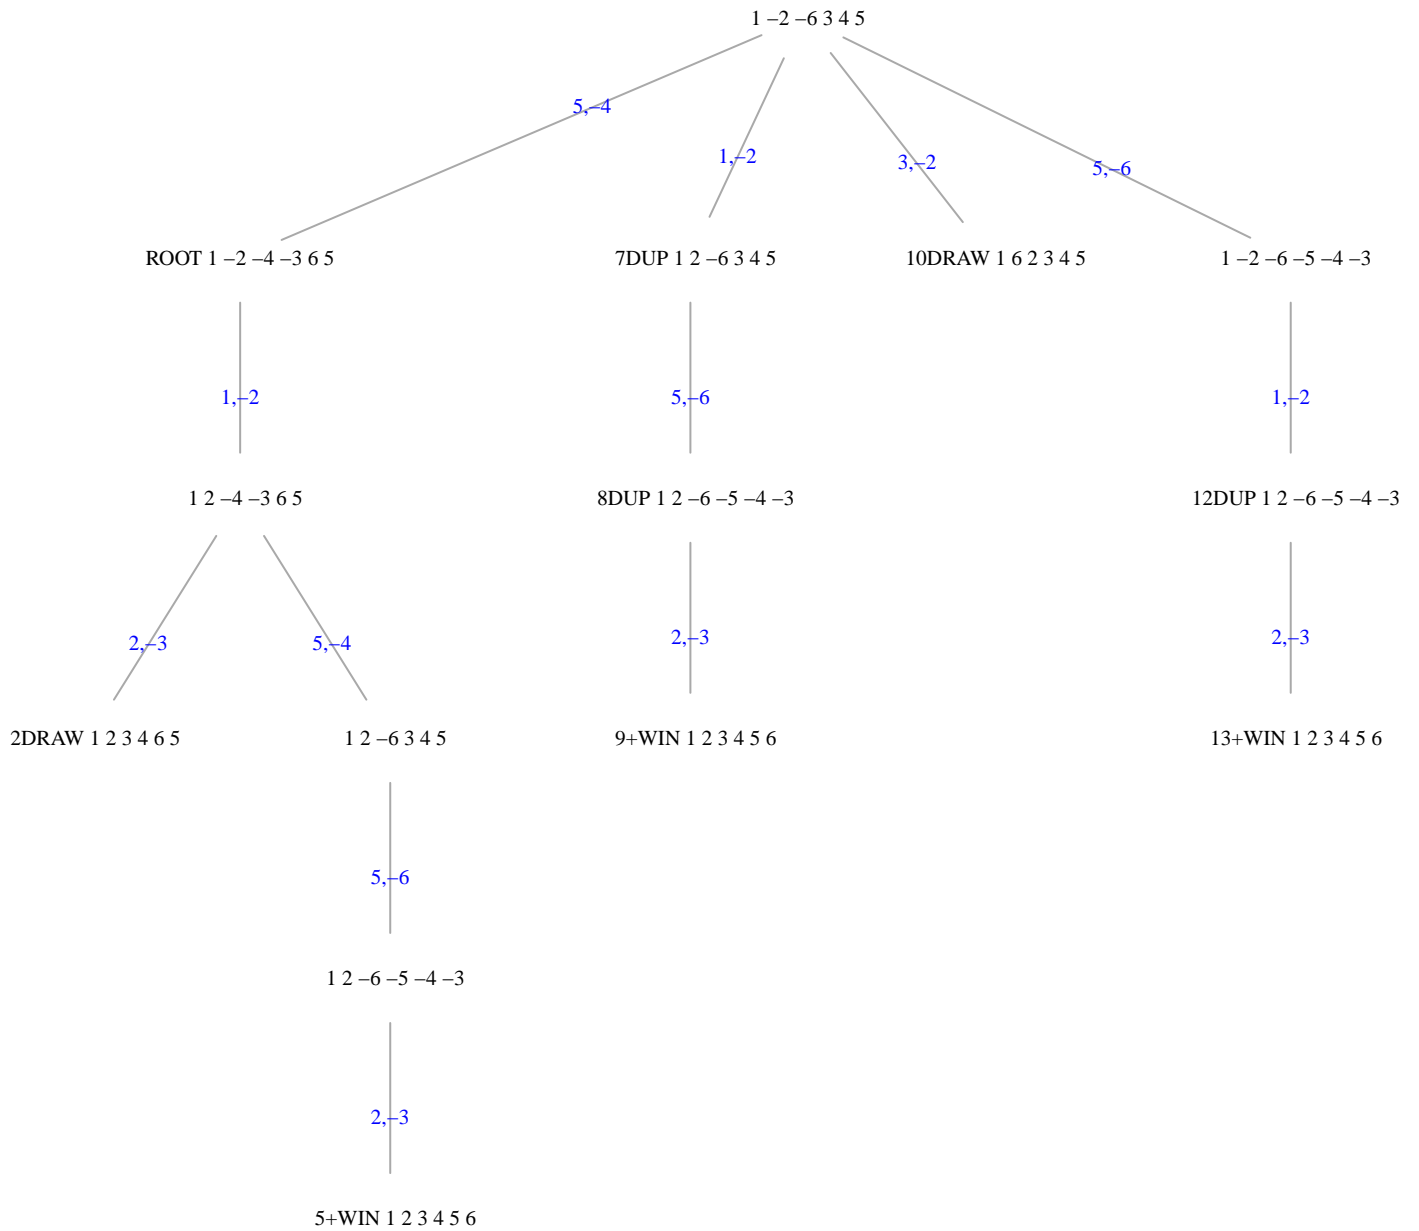 1 –2 –6 3 4 5
5,–4
1,–2
3,–2
5,–6
ROOT 1 –2 –4 –3 6 5
7DUP 1 2 –6 3 4 5
10DRAW 1 6 2 3 4 5
1 –2 –6 –5 –4 –3
1,–2
5,–6
1,–2
1 2 –4 –3 6 5
8DUP 1 2 –6 –5 –4 –3
12DUP 1 2 –6 –5 –4 –3
2,–3
5,–4
2,–3
2,–3
2DRAW 1 2 3 4 6 5
1 2 –6 3 4 5
9+WIN 1 2 3 4 5 6
13+WIN 1 2 3 4 5 6
5,–6
1 2 –6 –5 –4 –3
2,–3
5+WIN 1 2 3 4 5 6